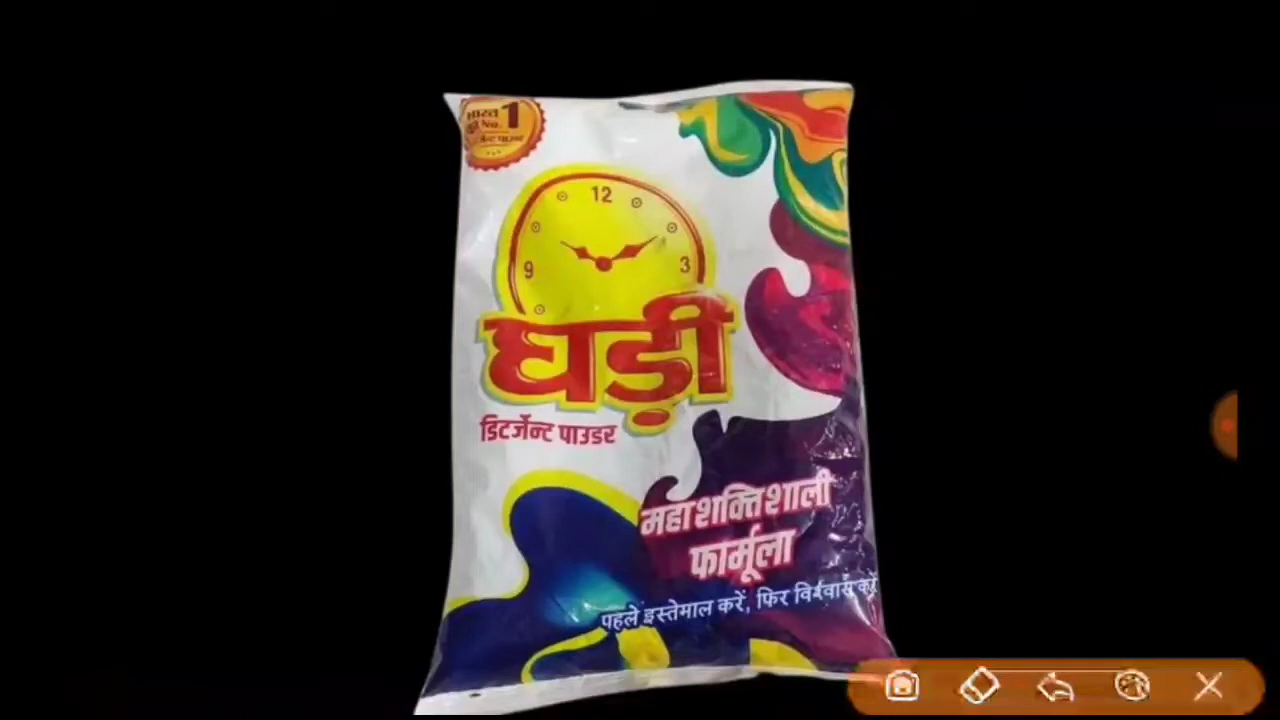 भारत
No. 1
12
9
3
घड़ी
डिटर्जेन्ट पाउडर
महाशक्तिशाली
फार्मूला
पहले इस्तेमाल करें, फिर विश्वास करें